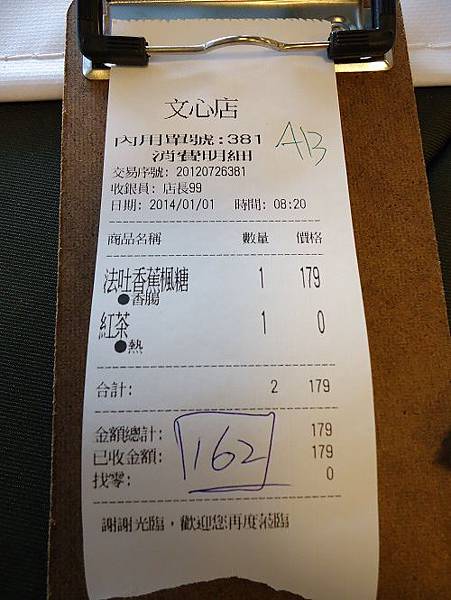 文心店
內用單號:381
AB
消費明細
交易序號: 20120726381
收銀員: 店長99
日期: 2014/01/01 時間: 08:20
商品名稱 數量 價格
法吐香蕉楓糖 1 179
●香腸
紅茶 1 0
●熱
合計: 2 179
金額總計: 179
已收金額: 179
162
找零: 0
謝謝光臨,歡迎您再度蒞臨